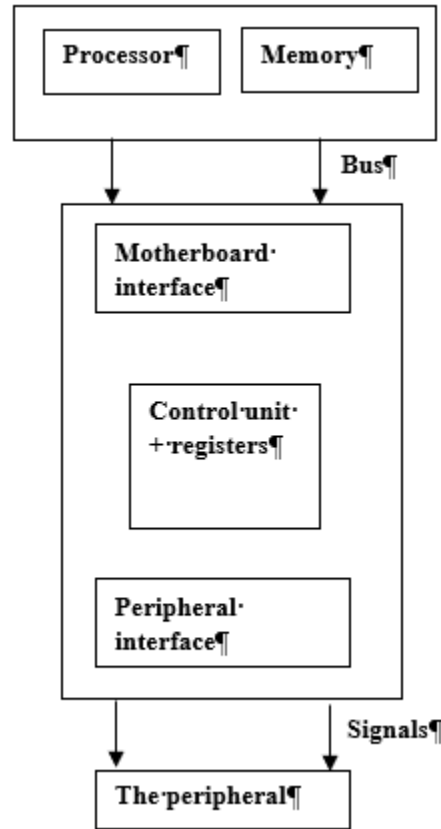 Processor¶
Memory¶
Bus¶
Motherboard·
interface¶
Control·unit·
+·registers¶
Peripheral·
interface¶
Signals¶
The·peripheral¶